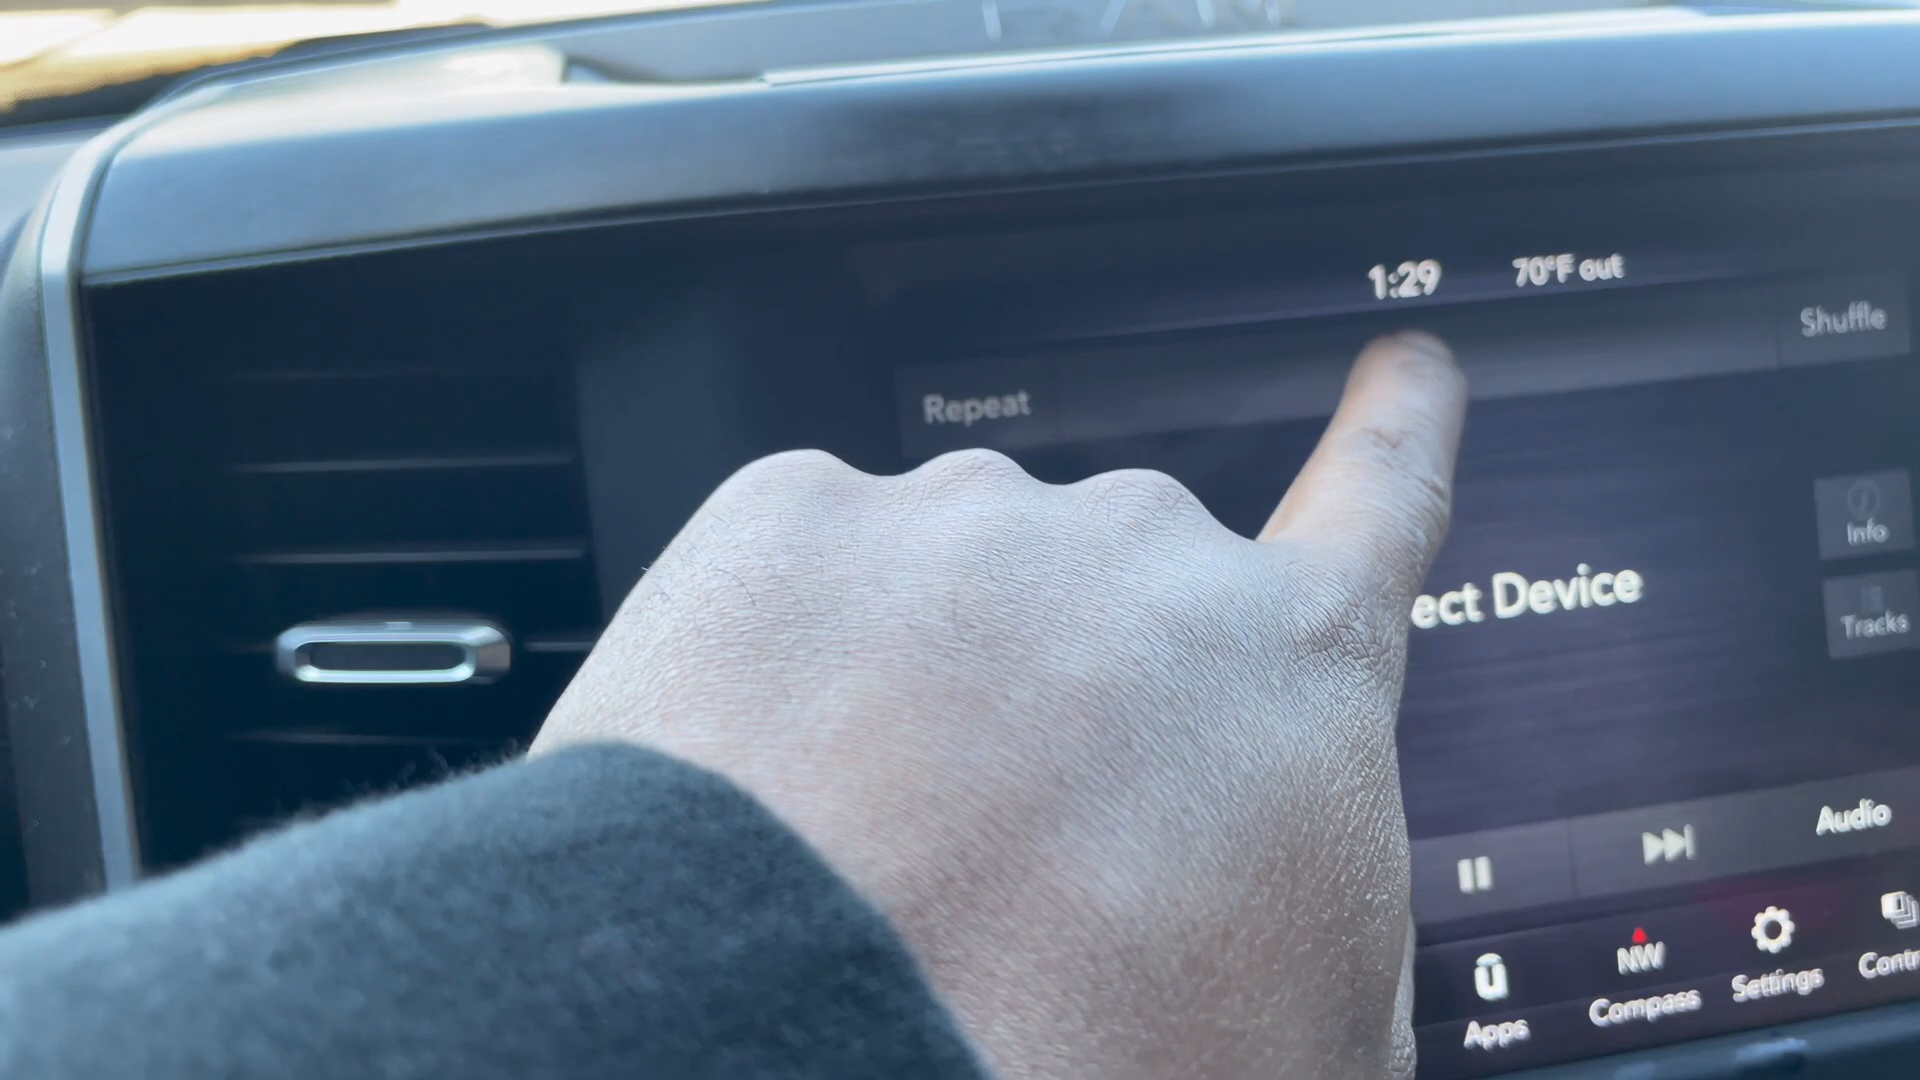 RAM
1:29 70°F out
Repeat
Shuffle
Info
ect Device
Tracks
Audio
NW
Apps
Compass
Settings
Contr